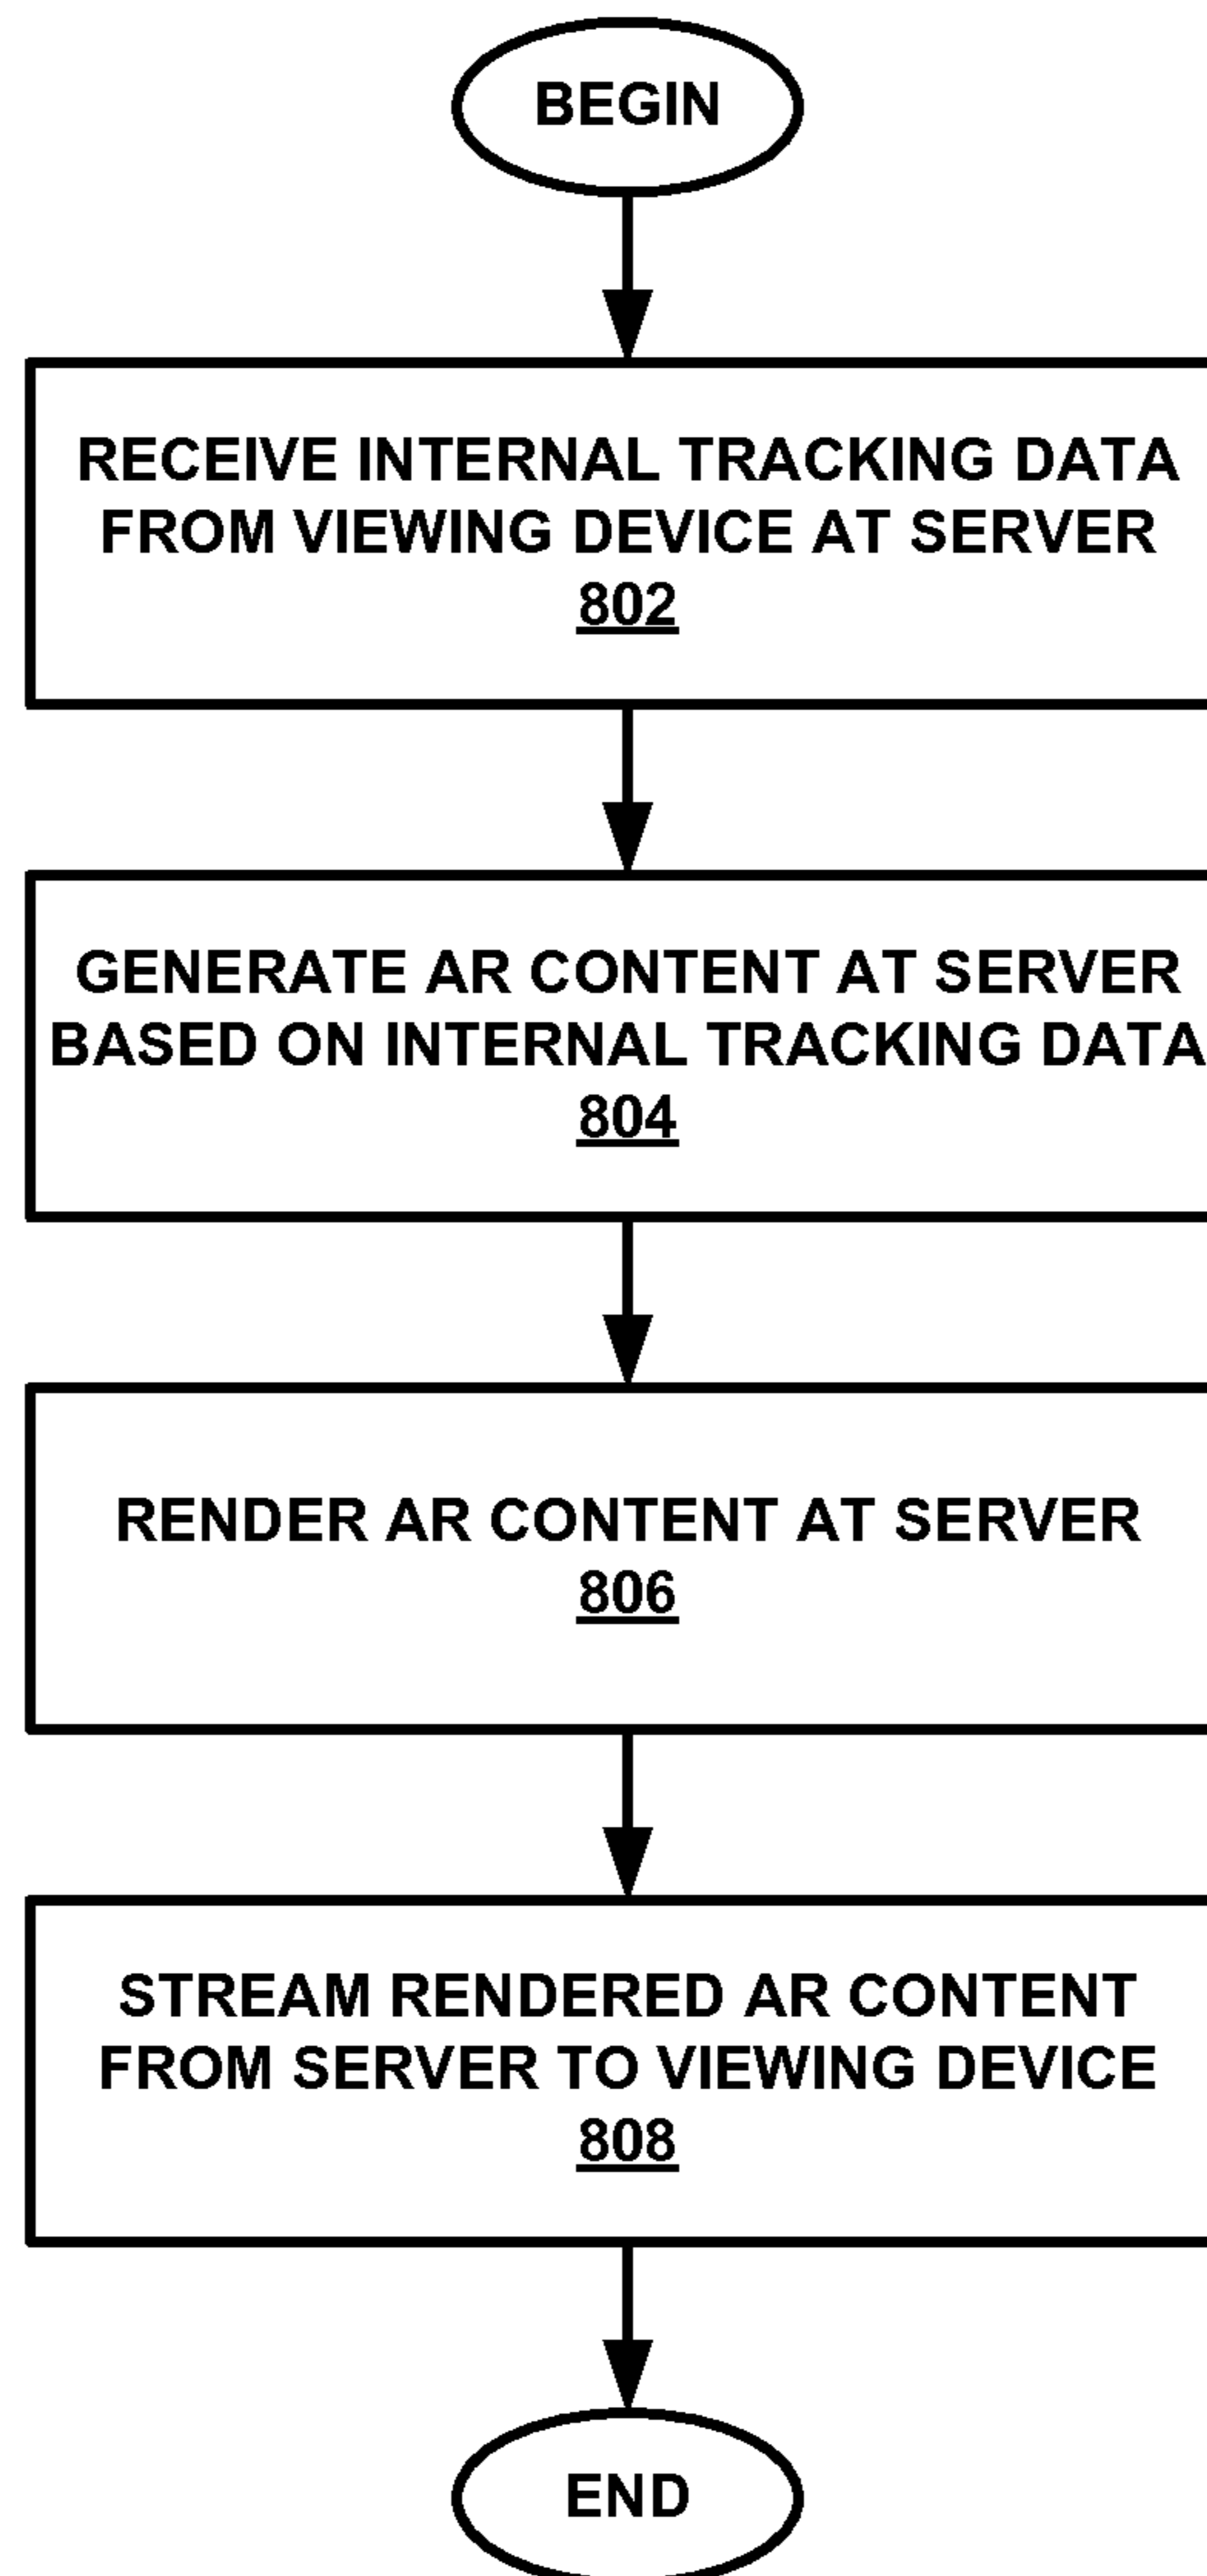 BEGIN
RECEIVE INTERNAL TRACKING DATA
FROM VIEWING DEVICE AT SERVER
802
GENERATE AR CONTENT AT SERVER
BASED ON INTERNAL TRACKING DATA
804
RENDER AR CONTENT AT SERVER
806
STREAM RENDERED AR CONTENT
FROM SERVER TO VIEWING DEVICE
808
END